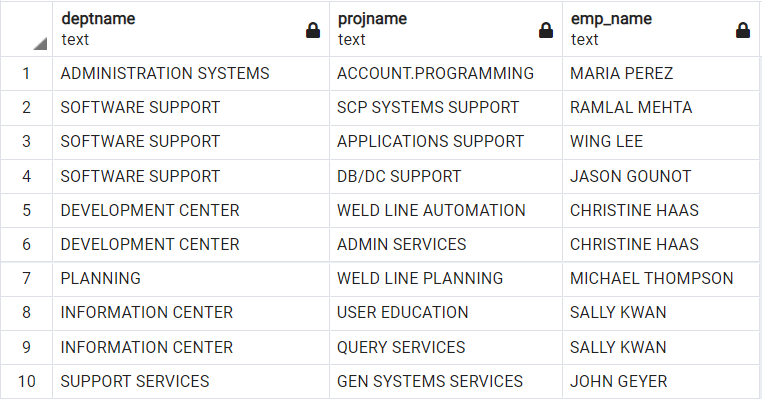 deptname projname emp_name
text text text
1 ADMINISTRATION SYSTEMS ACCOUNT.PROGRAMMING MARIA PEREZ
2 SOFTWARE SUPPORT SCP SYSTEMS SUPPORT RAMLAL MEHTA
3 SOFTWARE SUPPORT APPLICATIONS SUPPORT WING LEE
4 SOFTWARE SUPPORT DB/DC SUPPORT JASON GOUNOT
5 DEVELOPMENT CENTER WELD LINE AUTOMATION CHRISTINE HAAS
6 DEVELOPMENT CENTER ADMIN SERVICES CHRISTINE HAAS
7 PLANNING WELD LINE PLANNING MICHAEL THOMPSON
8 INFORMATION CENTER USER EDUCATION SALLY KWAN
9 INFORMATION CENTER QUERY SERVICES SALLY KWAN
10 SUPPORT SERVICES GEN SYSTEMS SERVICES JOHN GEYER